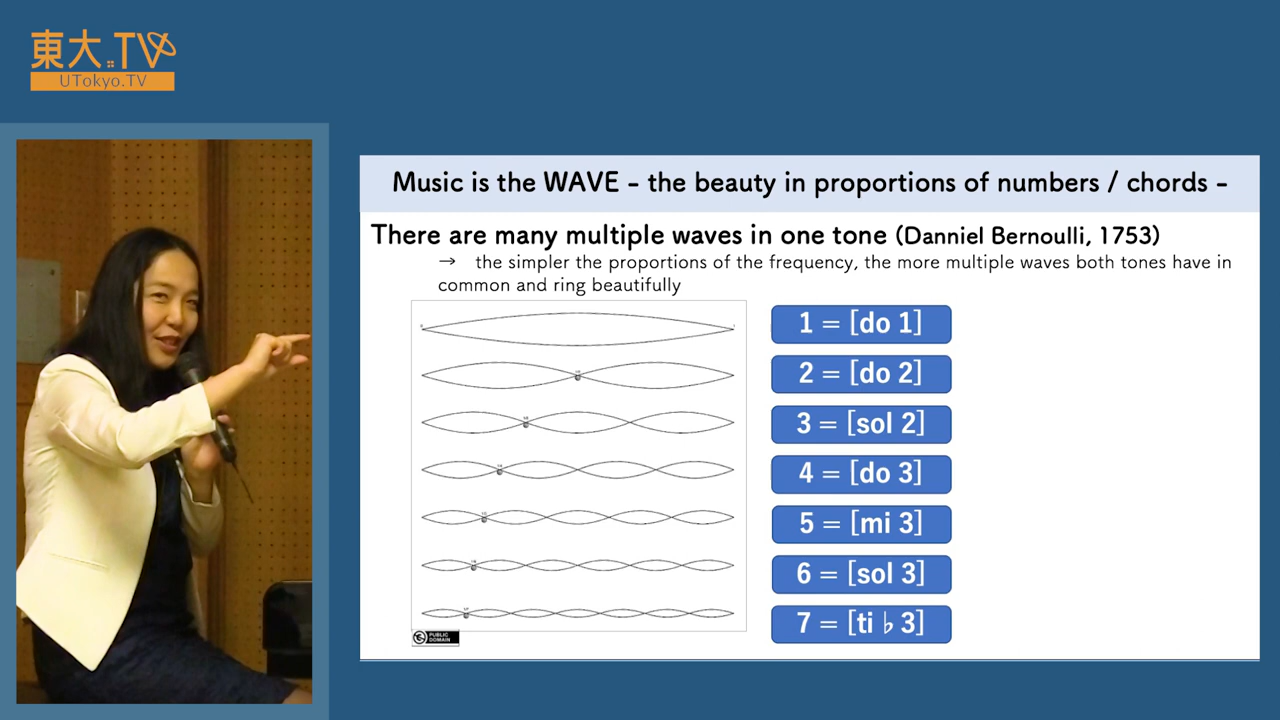 東大.TV
UTokyo.TV
Music is the WAVE - the beauty in proportions of numbers / chords -
There are many multiple waves in one tone (Danniel Bernoulli, 1753)
→ the simpler the proportions of the frequency, the more multiple waves both tones have in
common and ring beautifully
1 = [do 1]
2 = [do 2]
3 = [sol 2]
4 = [do 3]
5 = [mi 3]
6 = [sol 3]
7 = [ti ♭ 3]
PUBLIC
DOMAIN